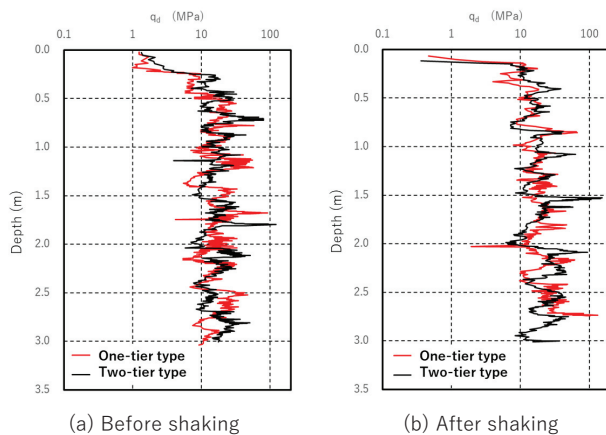 q_d (MPa)
0.1 1 10 100
0.0
0.5
1.0
1.5
2.0
2.5
3.0
3.5
Depth (m)
One-tier type
Two-tier type
(a) Before shaking
q_d (MPa)
0.1 1 10 100
0.0
0.5
1.0
1.5
2.0
2.5
3.0
3.5
Depth (m)
One-tier type
Two-tier type
(b) After shaking